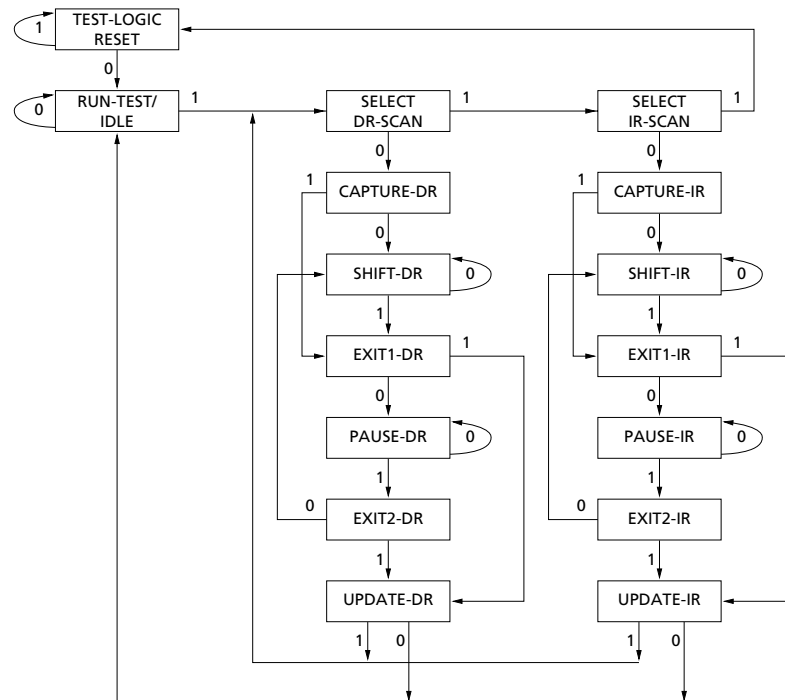 TEST-LOGIC
RESET
1
0
RUN-TEST/
IDLE
0
1
SELECT
DR-SCAN
1
SELECT
IR-SCAN
1
0
0
1
CAPTURE-DR
1
CAPTURE-IR
0
0
SHIFT-DR
0
SHIFT-IR
0
1
1
EXIT1-DR
1
EXIT1-IR
1
0
0
PAUSE-DR
0
PAUSE-IR
0
1
1
0
EXIT2-DR
0
EXIT2-IR
1
1
UPDATE-DR
UPDATE-IR
1
0
1
0